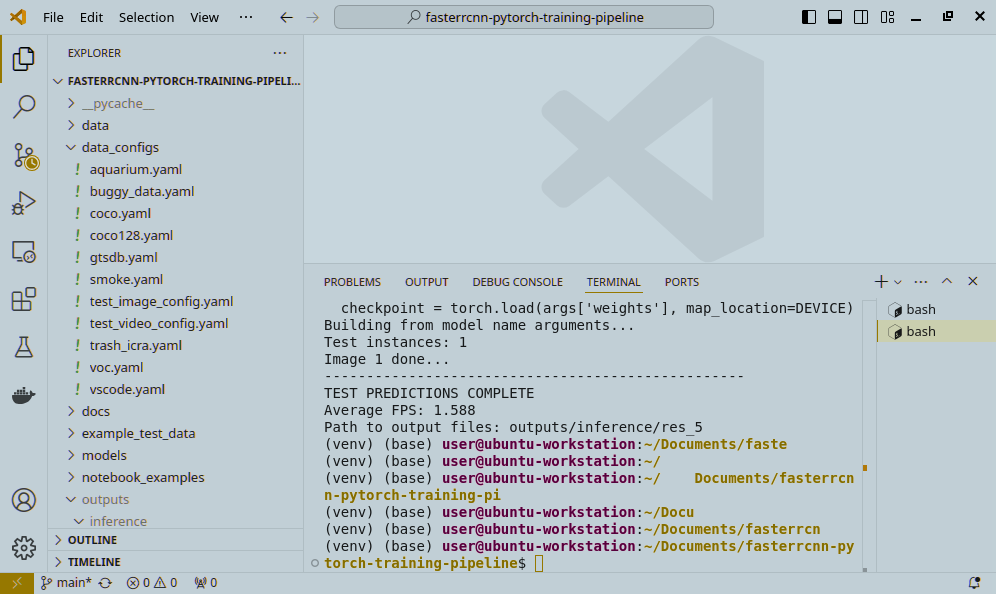 File Edit Selection View ··· fasterrcnn-pytorch-training-pipeline
EXPLORER ···
FASTERRCNN-PYTORCH-TRAINING-PIPELI...
__pycache__
data
data_configs
! aquarium.yaml
! buggy_data.yaml
! coco.yaml
! coco128.yaml
! gtsdb.yaml
! smoke.yaml
! test_image_config.yaml
! test_video_config.yaml
! trash_icra.yaml
! voc.yaml
! vscode.yaml
docs
example_test_data
models
notebook_examples
outputs
inference
OUTLINE
TIMELINE
PROBLEMS OUTPUT DEBUG CONSOLE TERMINAL PORTS
checkpoint = torch.load(args['weights'], map_location=DEVICE)
Building from model name arguments...
Test instances: 1
Image 1 done...
--------------------------------------------------
TEST PREDICTIONS COMPLETE
Average FPS: 1.588
Path to output files: outputs/inference/res_5
(venv) (base) user@ubuntu-workstation:~/Documents/faste
(venv) (base) user@ubuntu-workstation:~/
(venv) (base) user@ubuntu-workstation:~/    Documents/fasterrcn
n-pytorch-training-pi
(venv) (base) user@ubuntu-workstation:~/Docu
(venv) (base) user@ubuntu-workstation:~/Documents/fasterrcn
(venv) (base) user@ubuntu-workstation:~/Documents/fasterrcnn-py
torch-training-pipeline$
bash
bash
main* 0 0 0